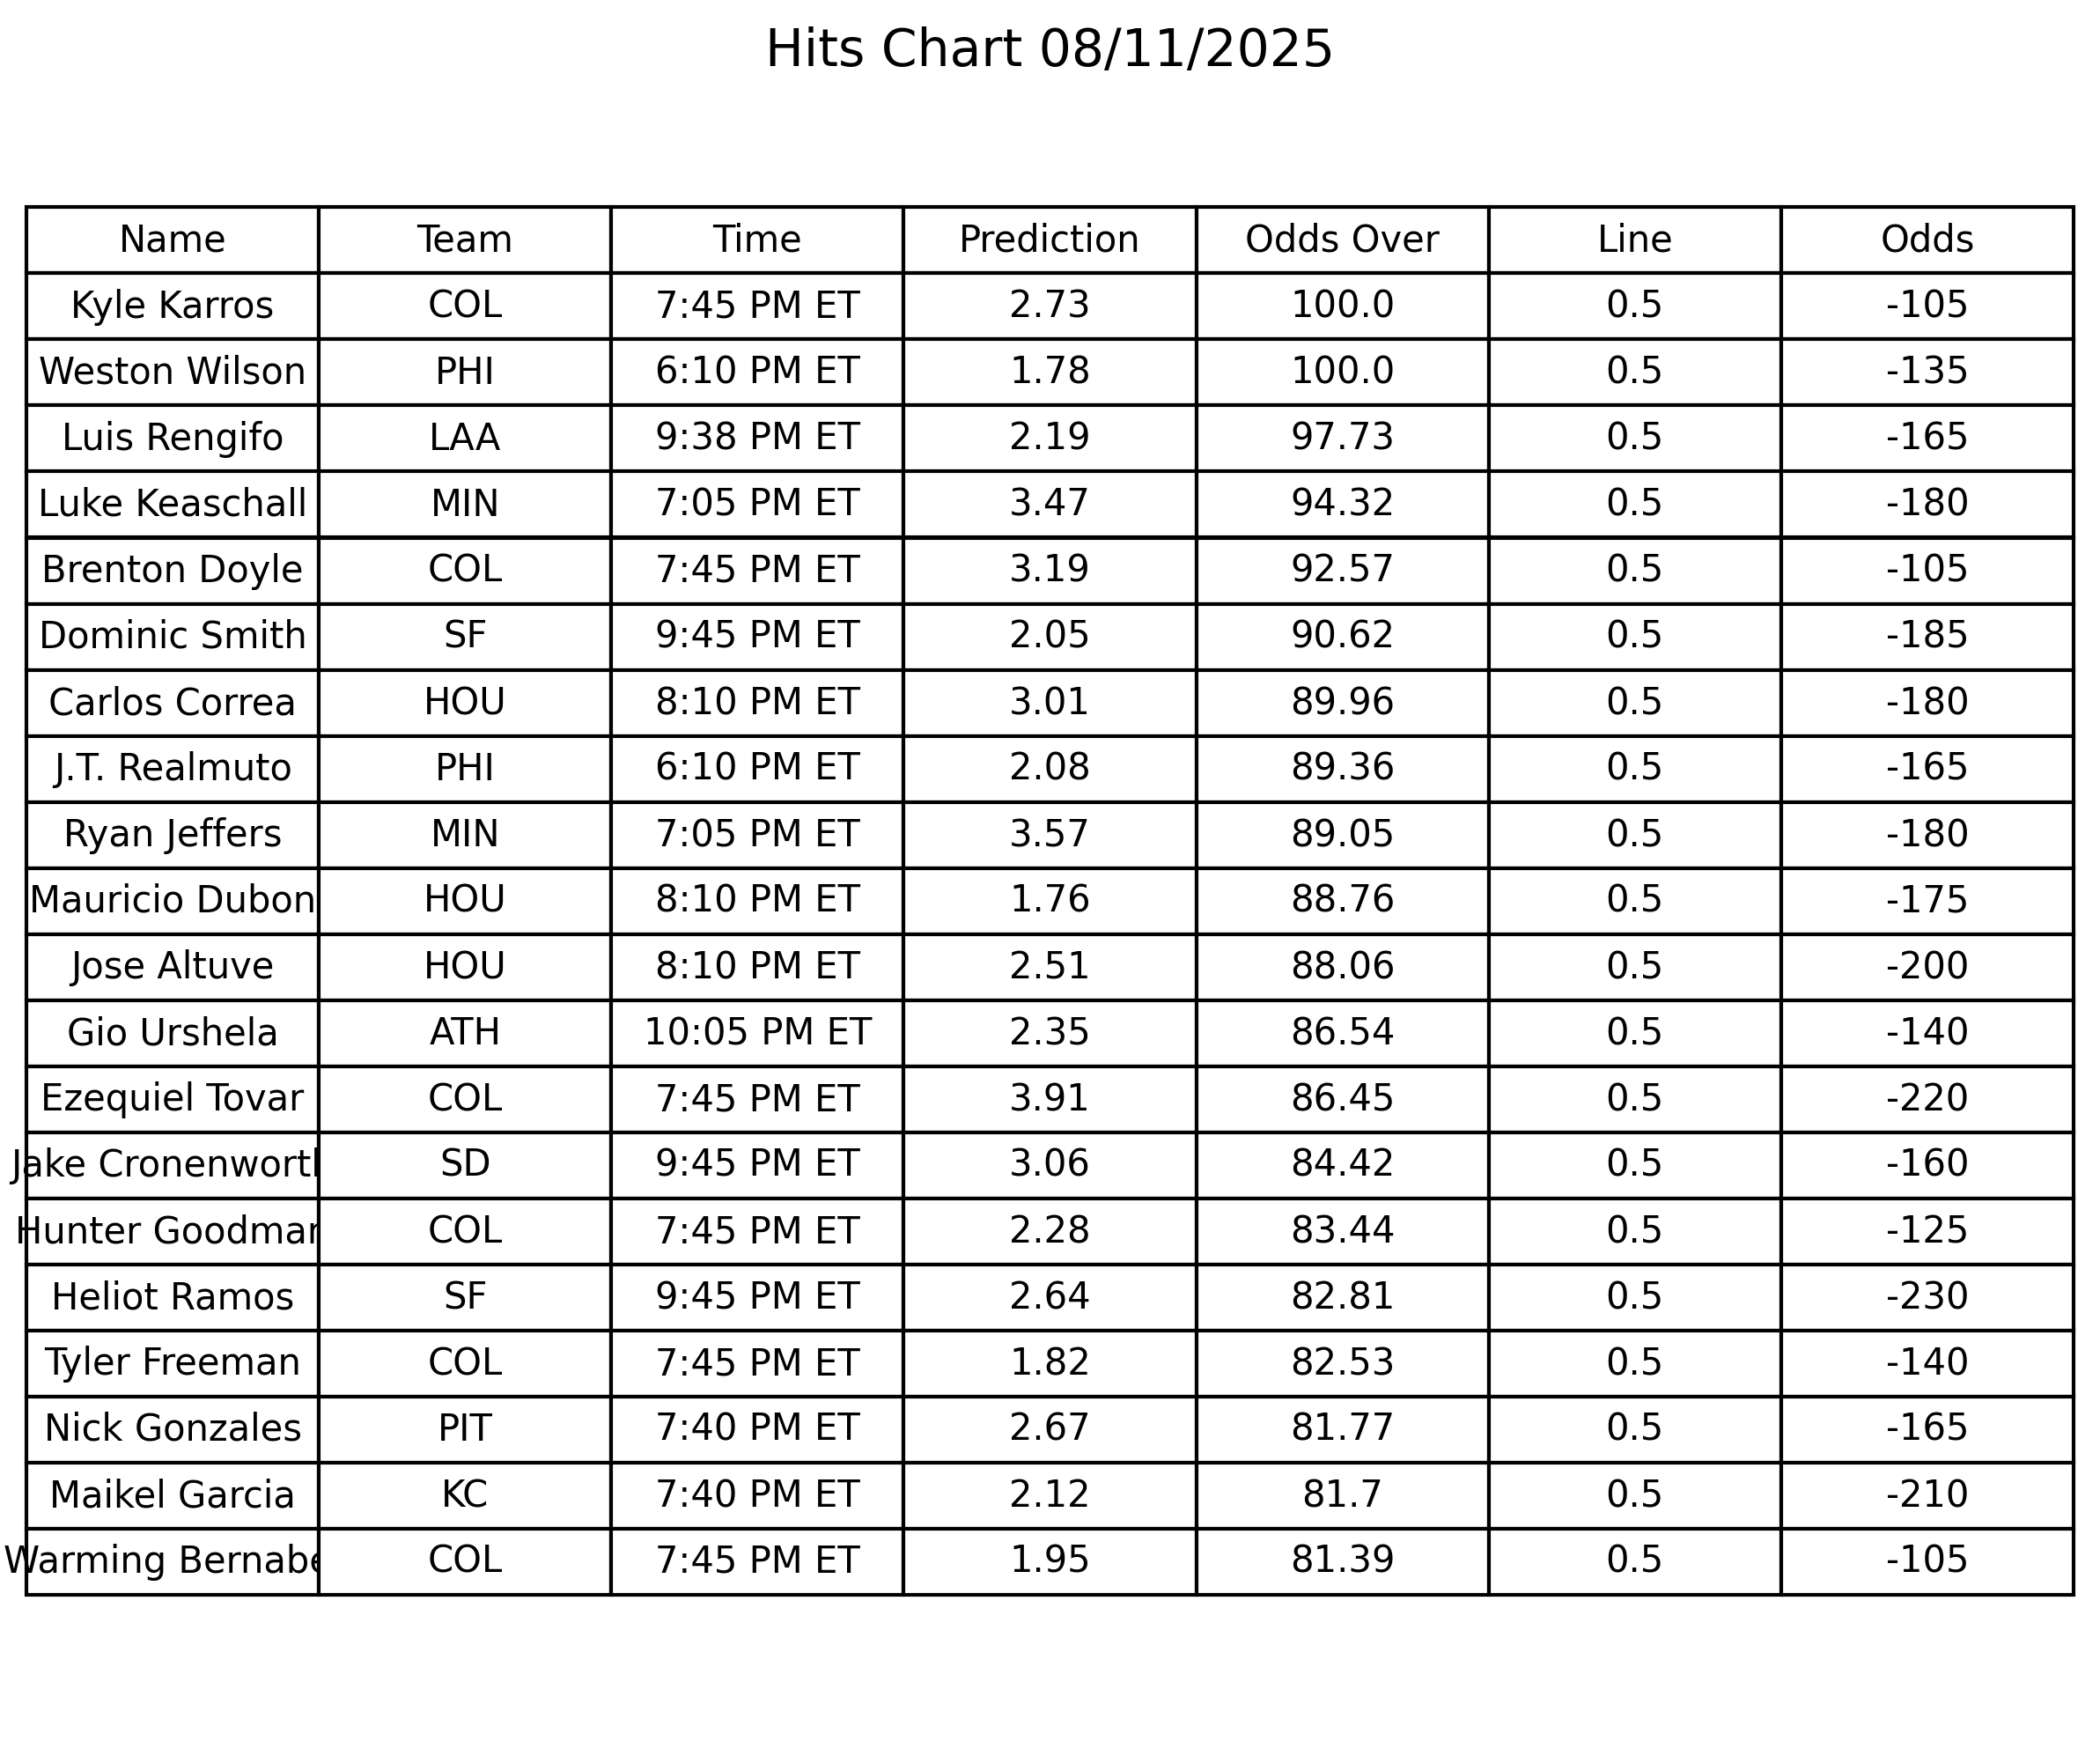 Hits Chart 08/11/2025
Name Team Time Prediction Odds Over Line Odds
Kyle Karros COL 7:45 PM ET 2.73 100.0 0.5 -105
Weston Wilson PHI 6:10 PM ET 1.78 100.0 0.5 -135
Luis Rengifo LAA 9:38 PM ET 2.19 97.73 0.5 -165
Luke Keaschall MIN 7:05 PM ET 3.47 94.32 0.5 -180
Brenton Doyle COL 7:45 PM ET 3.19 92.57 0.5 -105
Dominic Smith SF 9:45 PM ET 2.05 90.62 0.5 -185
Carlos Correa HOU 8:10 PM ET 3.01 89.96 0.5 -180
J.T. Realmuto PHI 6:10 PM ET 2.08 89.36 0.5 -165
Ryan Jeffers MIN 7:05 PM ET 3.57 89.05 0.5 -180
Mauricio Dubon HOU 8:10 PM ET 1.76 88.76 0.5 -175
Jose Altuve HOU 8:10 PM ET 2.51 88.06 0.5 -200
Gio Urshela ATH 10:05 PM ET 2.35 86.54 0.5 -140
Ezequiel Tovar COL 7:45 PM ET 3.91 86.45 0.5 -220
Jake Cronenworth SD 9:45 PM ET 3.06 84.42 0.5 -160
Hunter Goodman COL 7:45 PM ET 2.28 83.44 0.5 -125
Heliot Ramos SF 9:45 PM ET 2.64 82.81 0.5 -230
Tyler Freeman COL 7:45 PM ET 1.82 82.53 0.5 -140
Nick Gonzales PIT 7:40 PM ET 2.67 81.77 0.5 -165
Maikel Garcia KC 7:40 PM ET 2.12 81.7 0.5 -210
Warming Bernabe COL 7:45 PM ET 1.95 81.39 0.5 -105